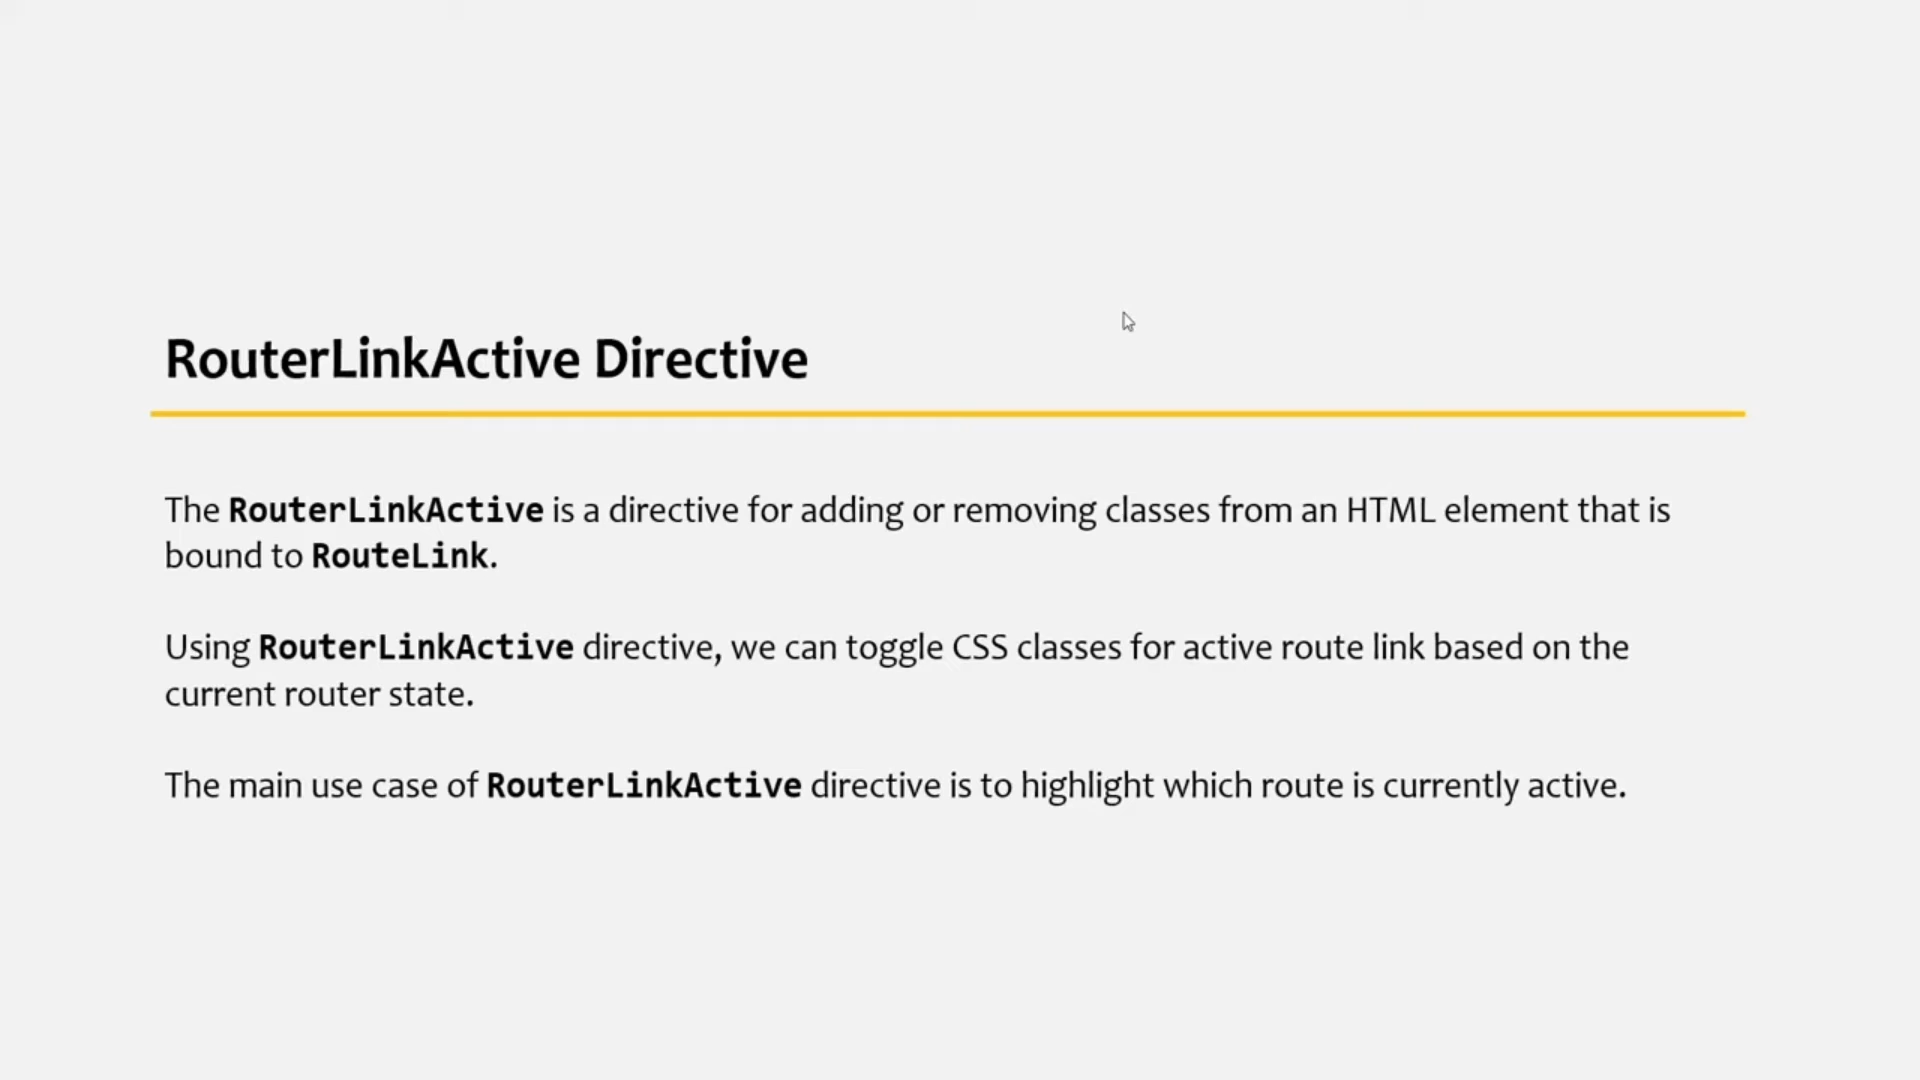 RouterLinkActive Directive
The RouterLinkActive is a directive for adding or removing classes from an HTML element that is
bound to RouteLink.
Using RouterLinkActive directive, we can toggle CSS classes for active route link based on the
current router state.
The main use case of RouterLinkActive directive is to highlight which route is currently active.